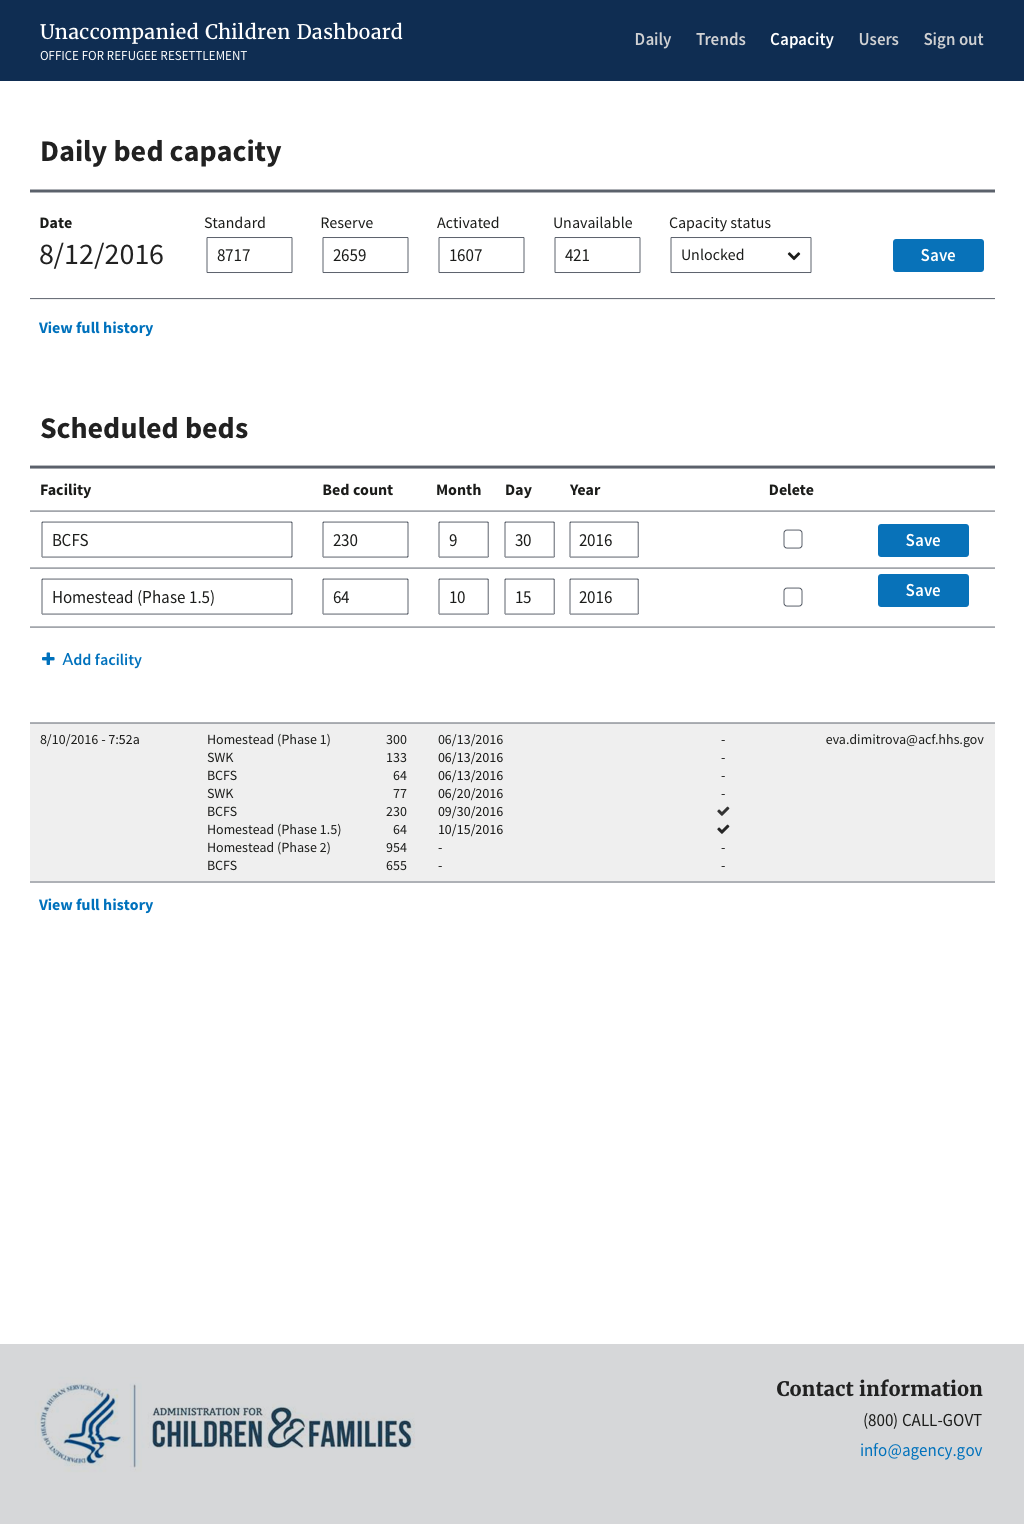 Unaccompanied Children Dashboard
OFFICE FOR REFUGEE RESETTLEMENT
Daily Trends Capacity Users Sign out
Daily bed capacity
Date Standard Reserve Activated Unavailable Capacity status
8/12/2016 8717 2659 1607 421 Unlocked Save
View full history
Scheduled beds
Facility Bed count Month Day Year Delete
BCFS 230 9 30 2016 Save
Homestead (Phase 1.5) 64 10 15 2016 Save
Add facility
8/10/2016 - 7:52a Homestead (Phase 1) 300 06/13/2016 - eva.dimitrova@acf.hhs.gov
SWK 133 06/13/2016 -
BCFS 64 06/13/2016 -
SWK 77 06/20/2016 -
BCFS 230 09/30/2016 ✔
Homestead (Phase 1.5) 64 10/15/2016 ✔
Homestead (Phase 2) 954 - -
BCFS 655 - -
View full history
DEPARTMENT OF HEALTH & HUMAN SERVICES USA
ADMINISTRATION FOR
CHILDREN & FAMILIES
Contact information
(800) CALL-GOVT
info@agency.gov